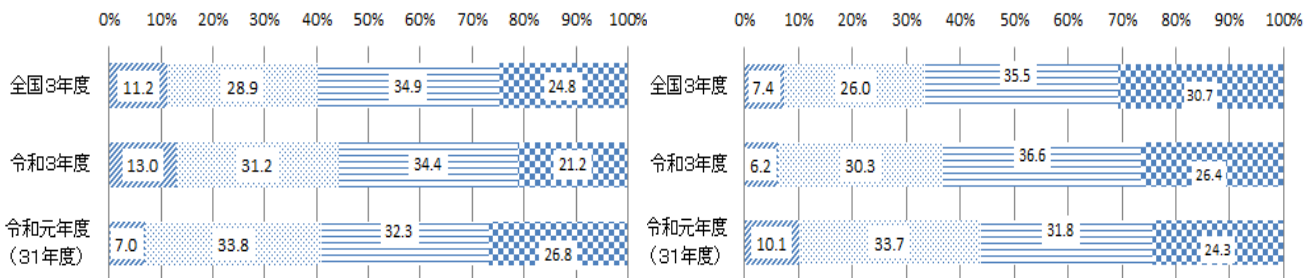 0% 10% 20% 30% 40% 50% 60% 70% 80% 90% 100%
全国3年度 11.2 28.9 34.9 24.8
令和3年度 13.0 31.2 34.4 21.2
令和元年度
(31年度) 7.0 33.8 32.3 26.8
0% 10% 20% 30% 40% 50% 60% 70% 80% 90% 100%
全国3年度 7.4 26.0 35.5 30.7
令和3年度 6.2 30.3 36.6 26.4
令和元年度
(31年度) 10.1 33.7 31.8 24.3